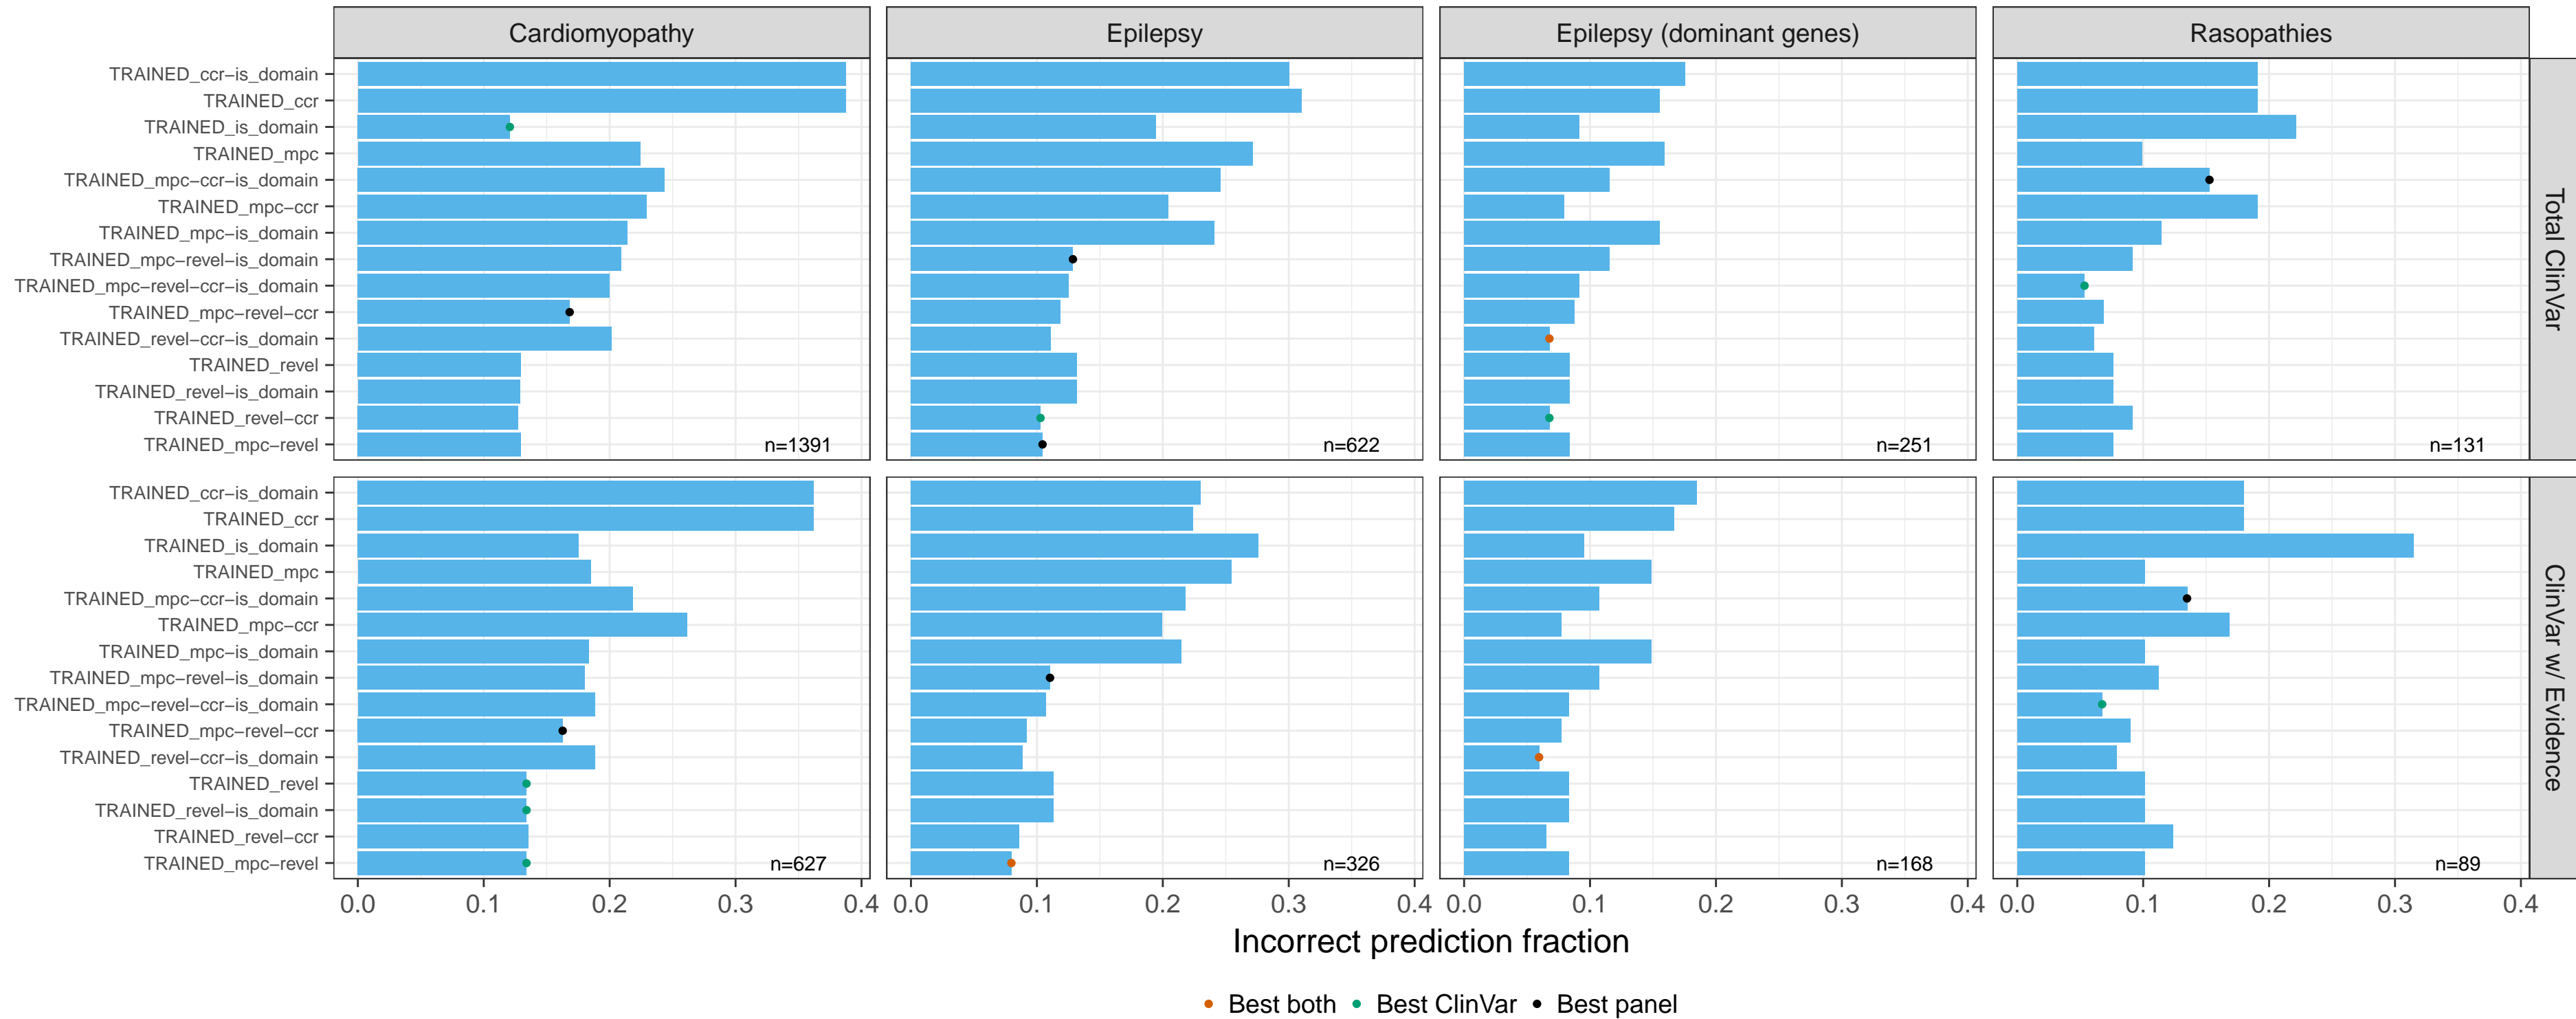 Cardiomyopathy
Epilepsy
Epilepsy (dominant genes)
Rasopathies
TRAINED_ccr−is_domain
TRAINED_ccr
TRAINED_is_domain
TRAINED_mpc
TRAINED_mpc−ccr−is_domain
TRAINED_mpc−ccr
TRAINED_mpc−is_domain
TRAINED_mpc−revel−is_domain
TRAINED_mpc−revel−ccr−is_domain
TRAINED_mpc−revel−ccr
TRAINED_revel−ccr−is_domain
TRAINED_revel
TRAINED_revel−is_domain
TRAINED_revel−ccr
TRAINED_mpc−revel
n=1391
n=622
n=251
n=131
Total ClinVar
TRAINED_ccr−is_domain
TRAINED_ccr
TRAINED_is_domain
TRAINED_mpc
TRAINED_mpc−ccr−is_domain
TRAINED_mpc−ccr
TRAINED_mpc−is_domain
TRAINED_mpc−revel−is_domain
TRAINED_mpc−revel−ccr−is_domain
TRAINED_mpc−revel−ccr
TRAINED_revel−ccr−is_domain
TRAINED_revel
TRAINED_revel−is_domain
TRAINED_revel−ccr
TRAINED_mpc−revel
n=627
n=326
n=168
n=89
ClinVar w/ Evidence
0.0 0.1 0.2 0.3 0.4
0.0 0.1 0.2 0.3 0.4
0.0 0.1 0.2 0.3 0.4
0.0 0.1 0.2 0.3 0.4
Incorrect prediction fraction
Best both
Best ClinVar
Best panel